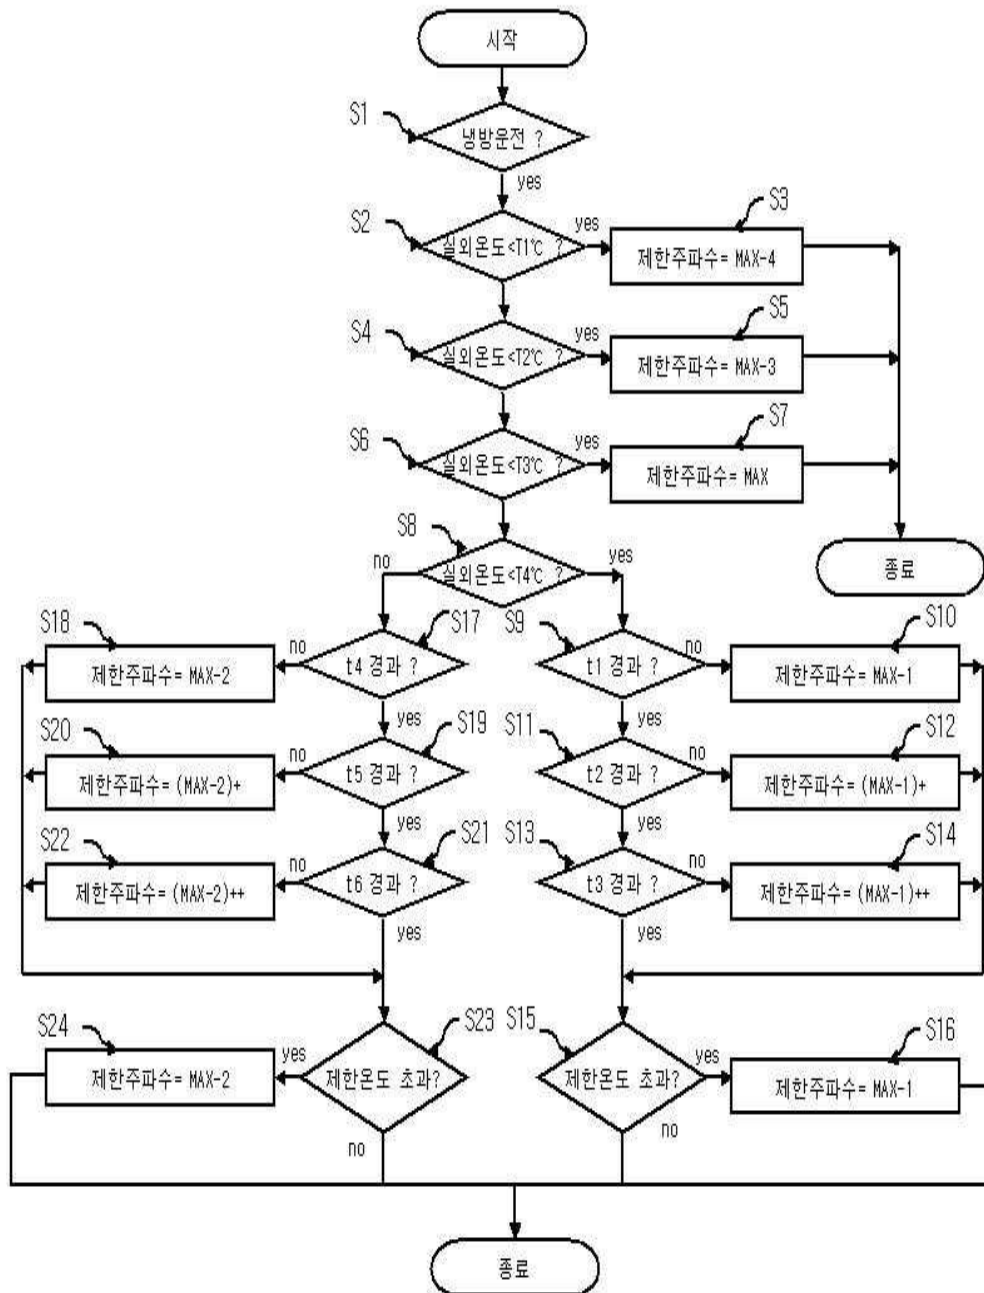 시작
S1
냉방운전 ?
yes
S2
실외온도<T1℃ ?
yes
S3
제한주파수= MAX-4
S4
실외온도<T2℃ ?
yes
S5
제한주파수= MAX-3
S6
실외온도<T3℃ ?
yes
S7
제한주파수= MAX
S8
실외온도<T4℃ ?
no
yes
종료
S18
제한주파수= MAX-2
no
S17
t4 경과 ?
yes
S9
t1 경과 ?
no
yes
S10
제한주파수= MAX-1
S20
제한주파수= (MAX-2)+
no
S19
t5 경과 ?
yes
S11
t2 경과 ?
no
yes
S12
제한주파수= (MAX-1)+
S22
제한주파수= (MAX-2)++
no
S21
t6 경과 ?
yes
S13
t3 경과 ?
no
yes
S14
제한주파수= (MAX-1)++
S24
제한주파수= MAX-2
yes
S23
제한온도 초과?
no
S15
제한온도 초과?
yes
no
S16
제한주파수= MAX-1
종료